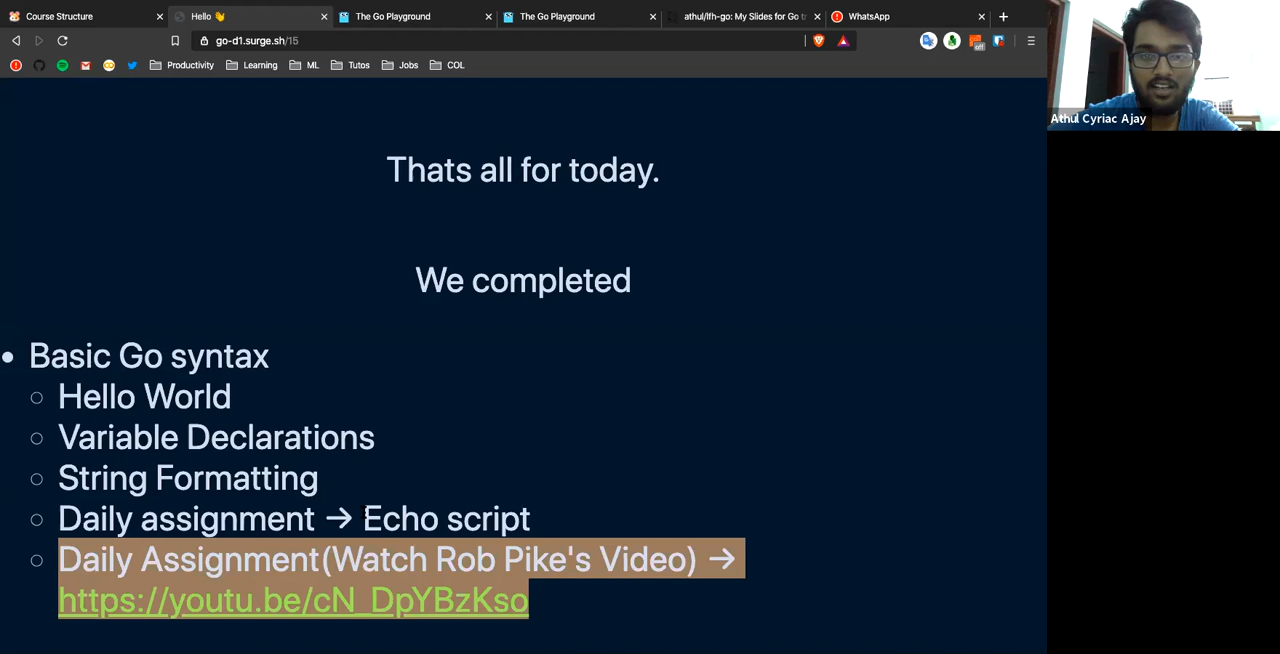 Course Structure
Hello 👋
The Go Playground
The Go Playground
athul/lfh-go: My Slides for Go t
WhatsApp
go-d1.surge.sh/15
off
Productivity
Learning
ML
Tutos
Jobs
COL
Athul Cyriac Ajay
Thats all for today.
We completed
Basic Go syntax
Hello World
Variable Declarations
String Formatting
Daily assignment → Echo script
Daily Assignment(Watch Rob Pike's Video) →
https://youtu.be/cN_DpYBzKso